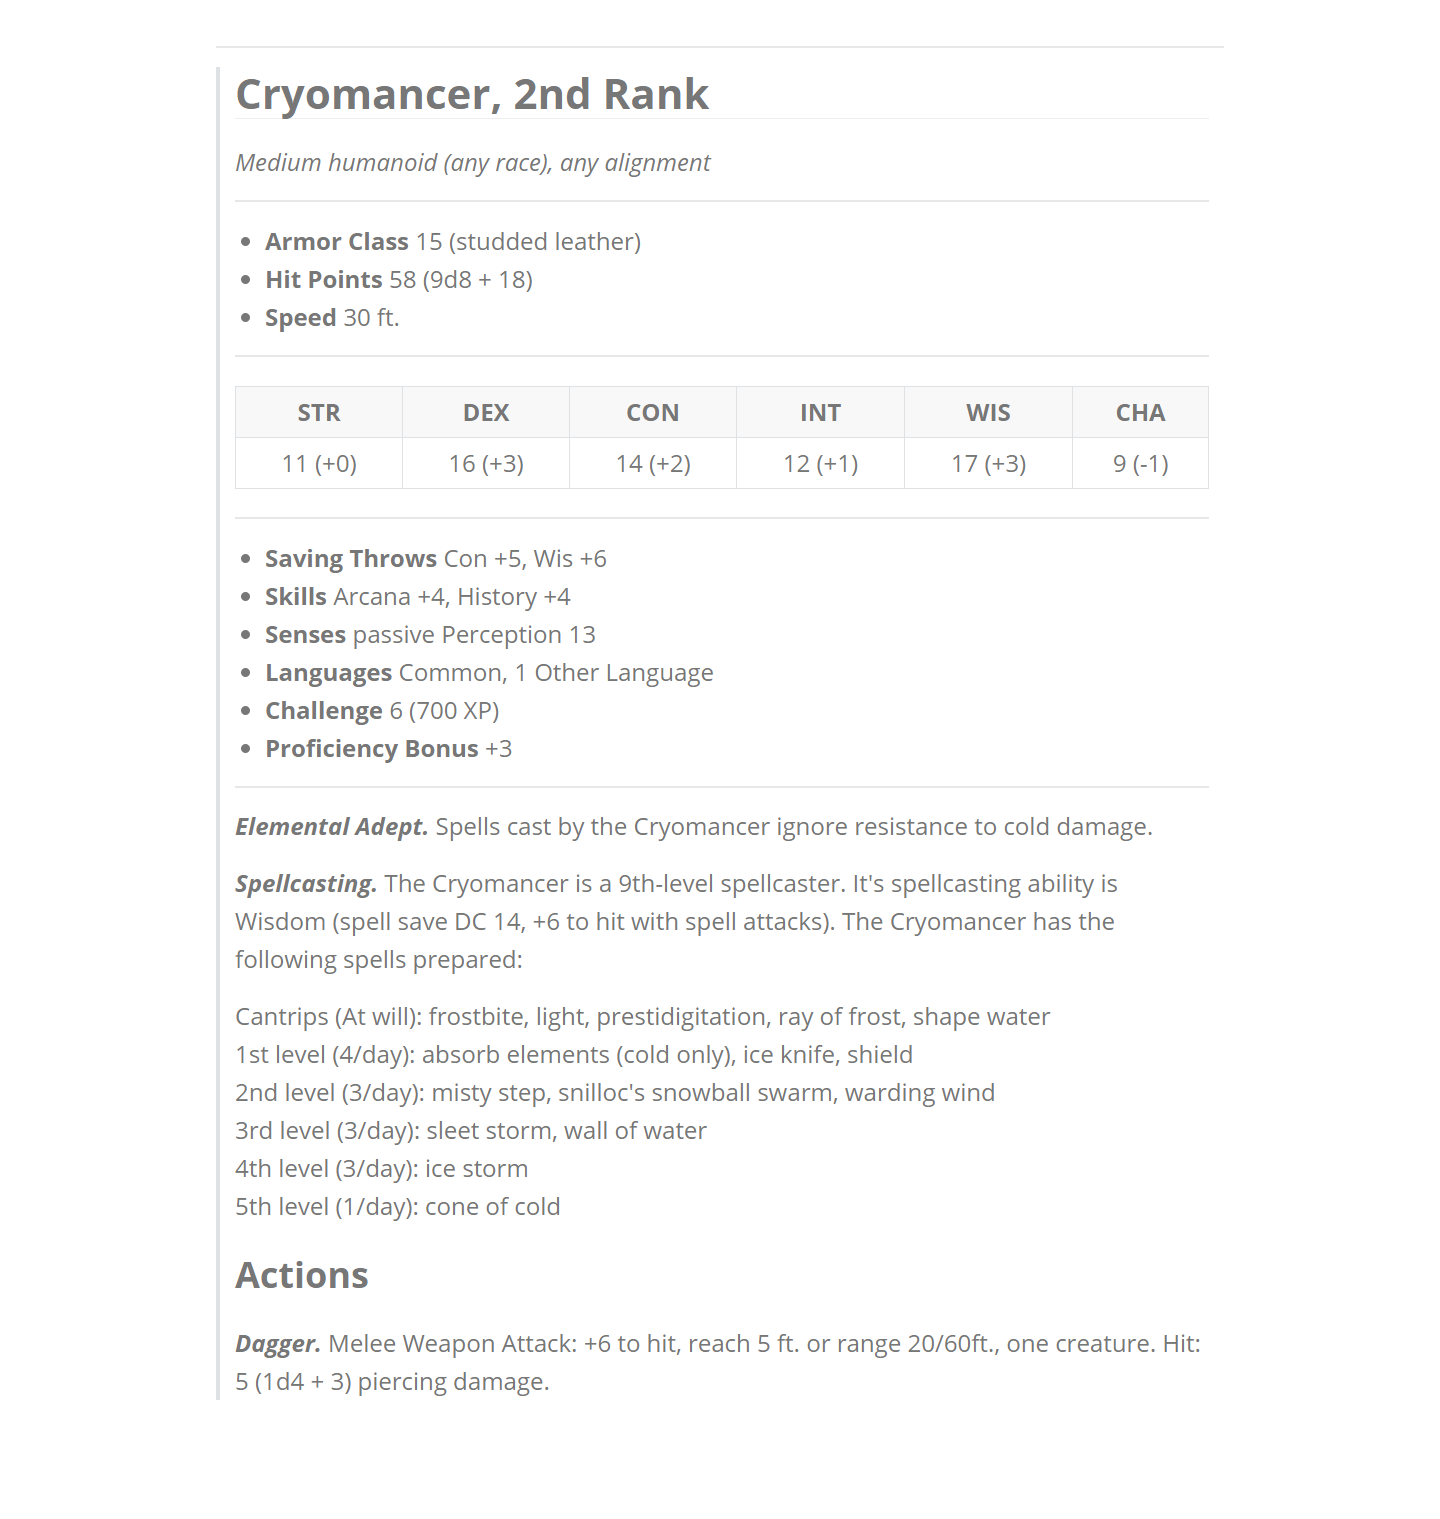 Cryomancer, 2nd Rank
Medium humanoid (any race), any alignment
Armor Class 15 (studded leather)
Hit Points 58 (9d8 + 18)
Speed 30 ft.
STR DEX CON INT WIS CHA
11 (+0) 16 (+3) 14 (+2) 12 (+1) 17 (+3) 9 (-1)
Saving Throws Con +5, Wis +6
Skills Arcana +4, History +4
Senses passive Perception 13
Languages Common, 1 Other Language
Challenge 6 (700 XP)
Proficiency Bonus +3
Elemental Adept. Spells cast by the Cryomancer ignore resistance to cold damage.
Spellcasting. The Cryomancer is a 9th-level spellcaster. It's spellcasting ability is
Wisdom (spell save DC 14, +6 to hit with spell attacks). The Cryomancer has the
following spells prepared:
Cantrips (At will): frostbite, light, prestidigitation, ray of frost, shape water
1st level (4/day): absorb elements (cold only), ice knife, shield
2nd level (3/day): misty step, snilloc's snowball swarm, warding wind
3rd level (3/day): sleet storm, wall of water
4th level (3/day): ice storm
5th level (1/day): cone of cold
Actions
Dagger. Melee Weapon Attack: +6 to hit, reach 5 ft. or range 20/60ft., one creature. Hit:
5 (1d4 + 3) piercing damage.